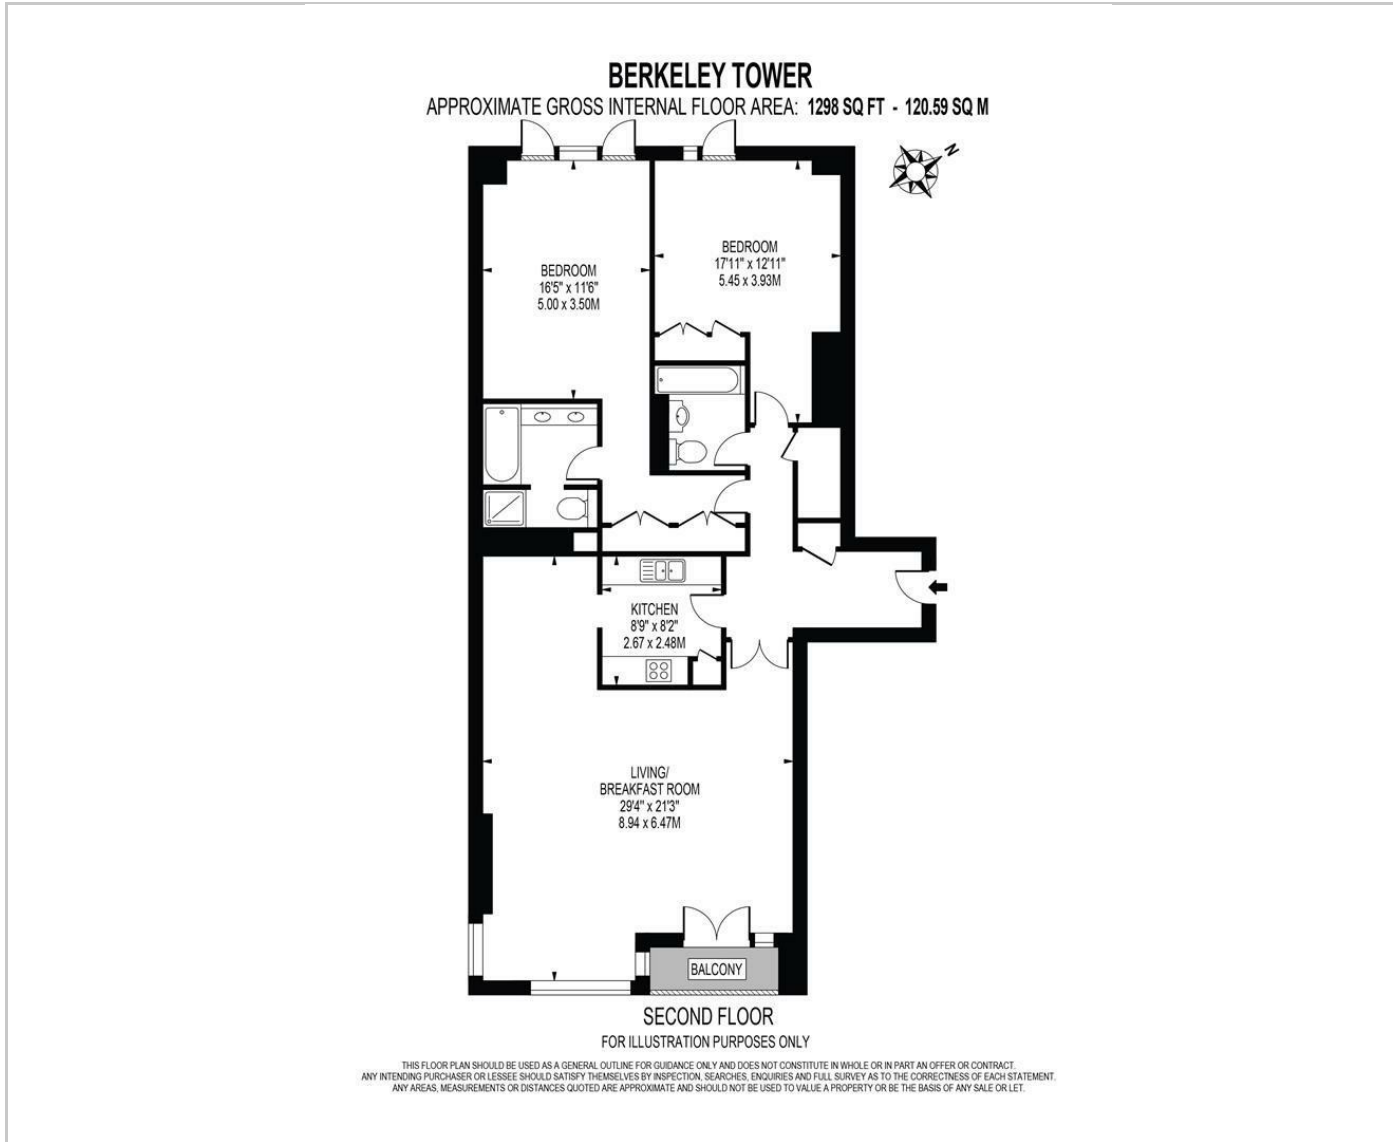 BERKELEY TOWER
APPROXIMATE GROSS INTERNAL FLOOR AREA: 1298 SQ FT - 120.59 SQ M
N
BEDROOM
17'11" x 12'11"
5.45 x 3.93M
BEDROOM
16'5" x 11'6"
5.00 x 3.50M
KITCHEN
8'9" x 8'2"
2.67 x 2.48M
LIVING/
BREAKFAST ROOM
29'4" x 21'3"
8.94 x 6.47M
BALCONY
SECOND FLOOR
FOR ILLUSTRATION PURPOSES ONLY
THIS FLOOR PLAN SHOULD BE USED AS A GENERAL OUTLINE FOR GUIDANCE ONLY AND DOES NOT CONSTITUTE IN WHOLE OR IN PART AN OFFER OR CONTRACT.
ANY INTENDING PURCHASER OR LESSEE SHOULD SATISFY THEMSELVES BY INSPECTION, SEARCHES, ENQUIRIES AND FULL SURVEY AS TO THE CORRECTNESS OF EACH STATEMENT.
ANY AREAS, MEASUREMENTS OR DISTANCES QUOTED ARE APPROXIMATE AND SHOULD NOT BE USED TO VALUE A PROPERTY OR BE THE BASIS OF ANY SALE OR LET.